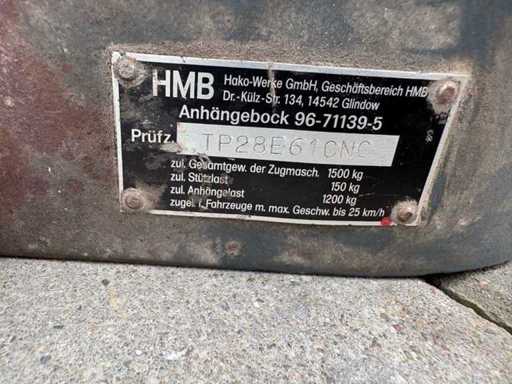 HMB Hako-Werke GmbH, Geschäftsbereich HMB
Dr.-Külz-Str. 134, 14542 Glindow
Anhängebock 96-71139-5
Prüfz. TP28E61CNC
zul. Gesamtgew. der Zugmasch. 1500 kg
zul. Stützlast 150 kg
zul. Anhängelast 1200 kg
zugel. f. Fahrzeuge m. max. Geschw. bis 25 km/h